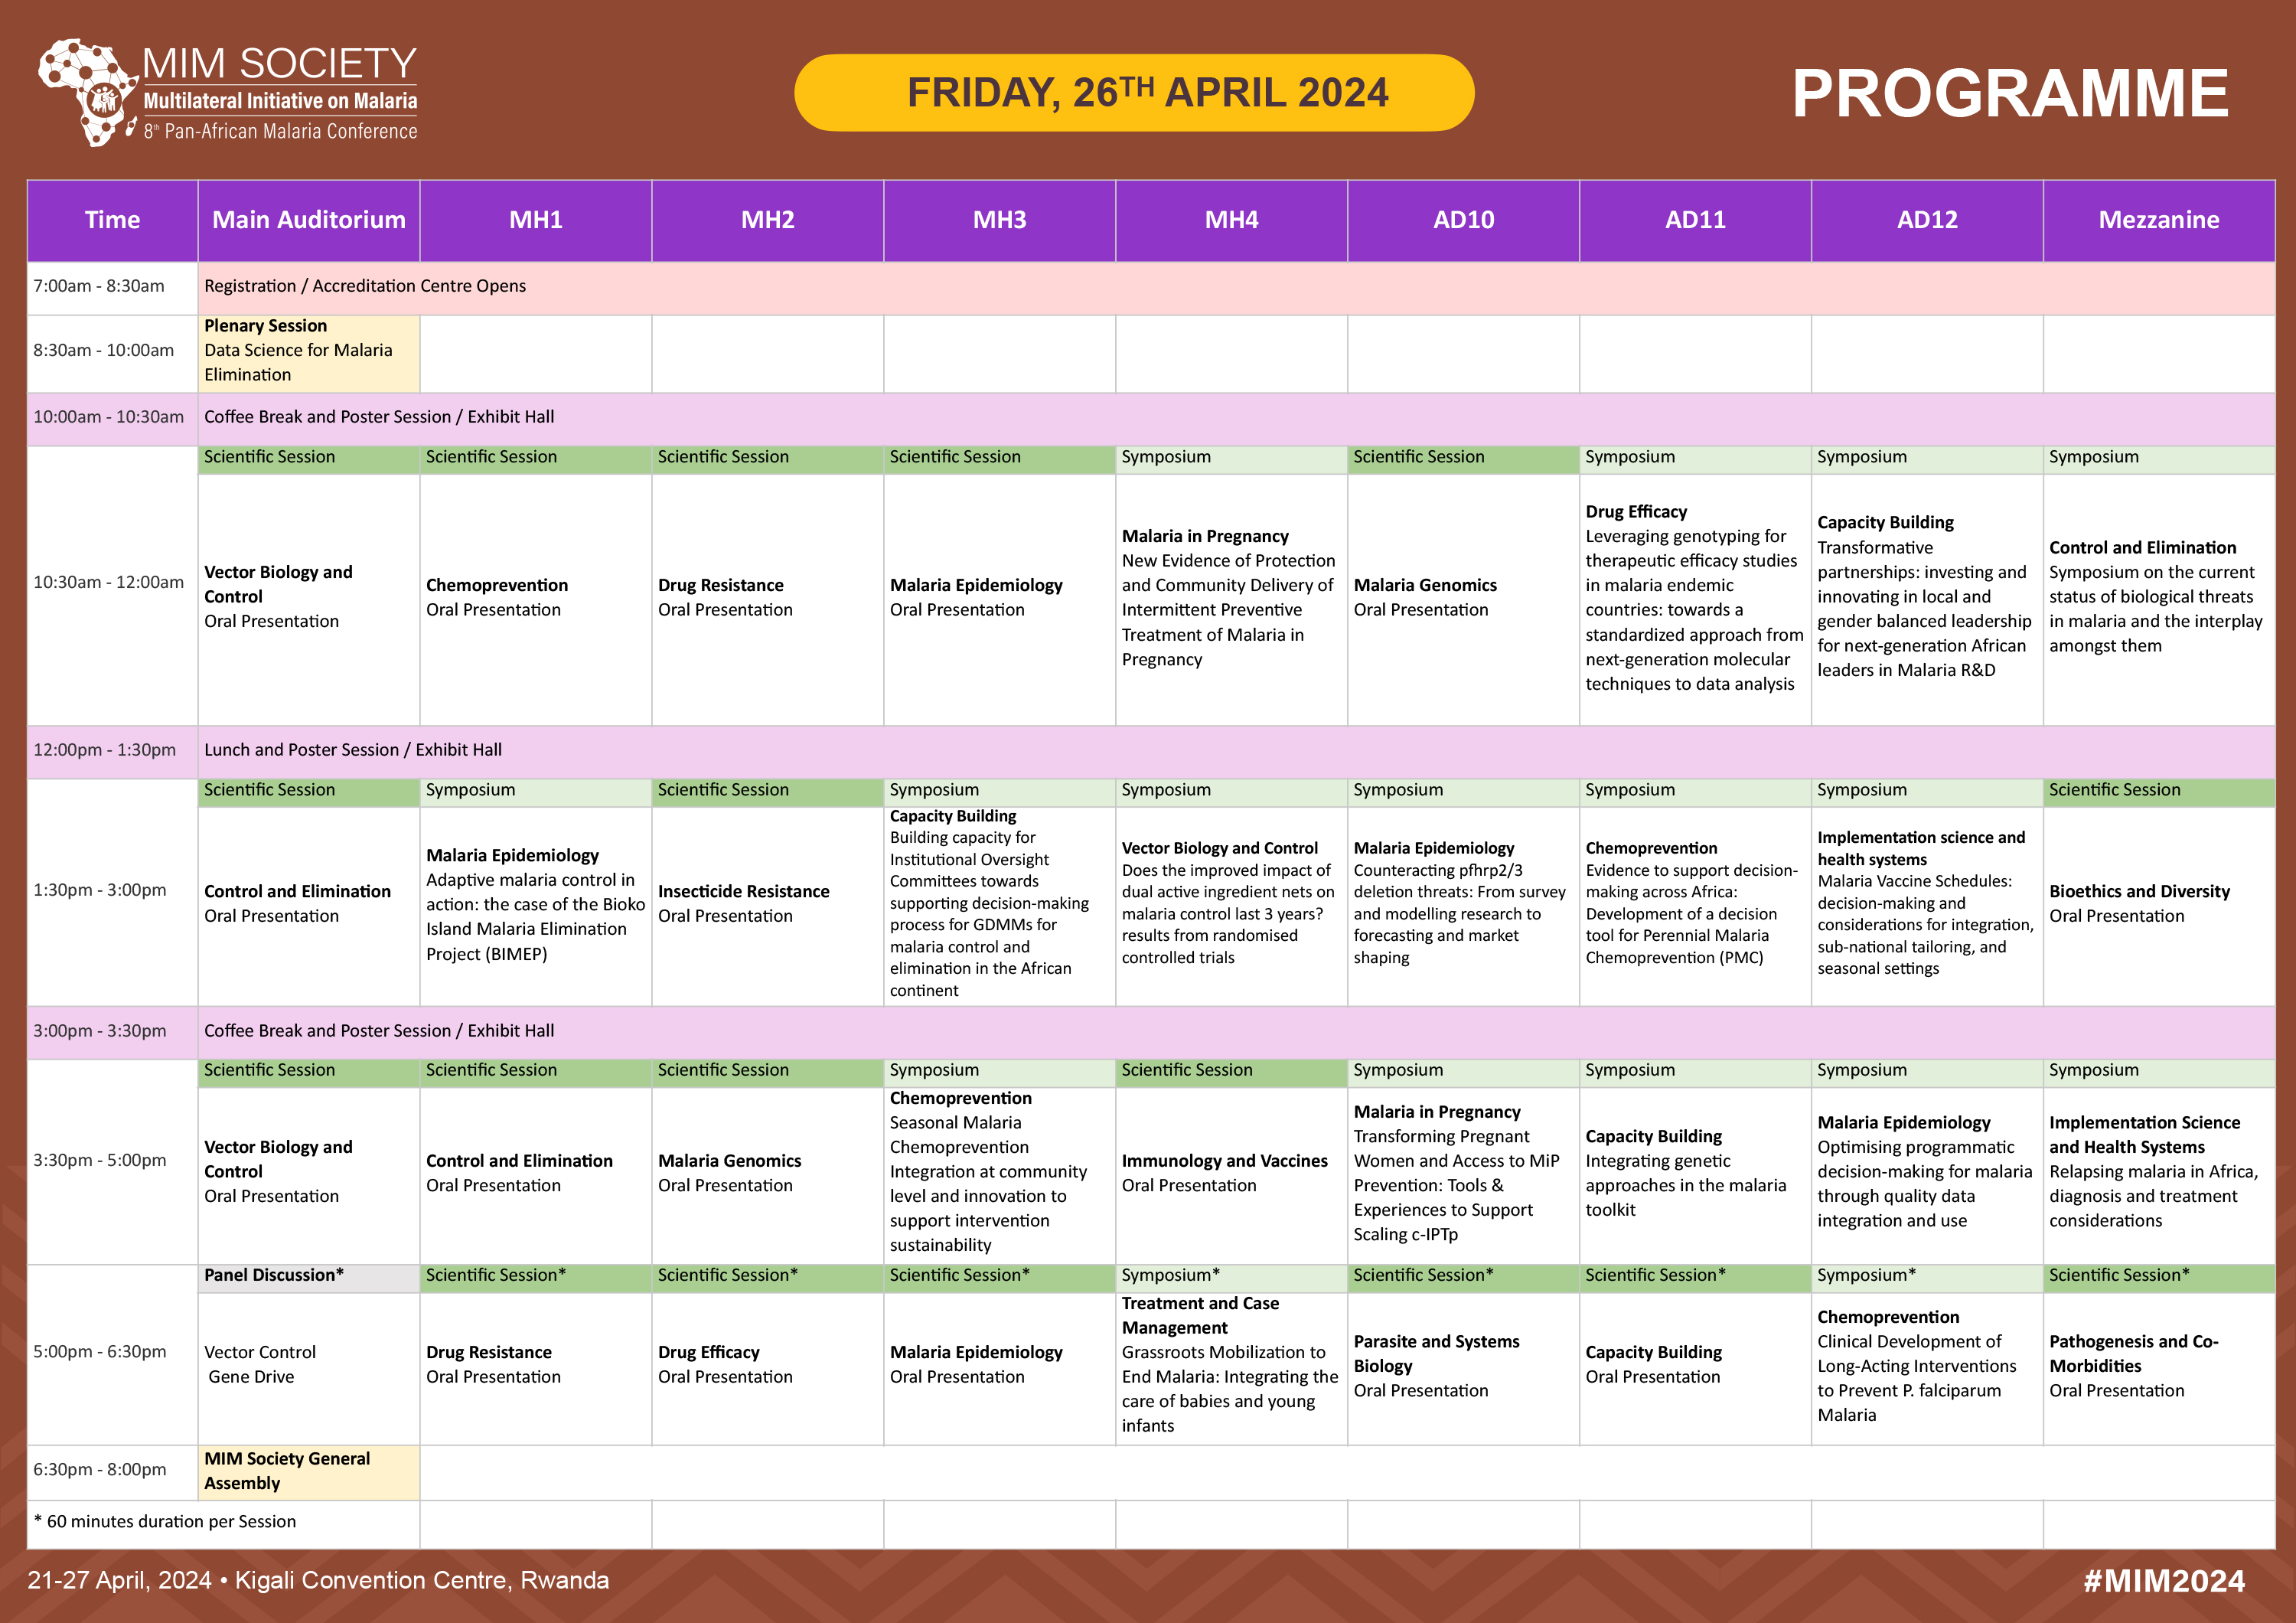 MIM SOCIETY
Multilateral Initiative on Malaria
8th Pan-African Malaria Conference
FRIDAY, 26TH APRIL 2024
PROGRAMME
Time
Main Auditorium
MH1
MH2
MH3
MH4
AD10
AD11
AD12
Mezzanine
7:00am - 8:30am
Registration / Accreditation Centre Opens
8:30am - 10:00am
Plenary Session
Data Science for Malaria
Elimination
10:00am - 10:30am
Coffee Break and Poster Session / Exhibit Hall
10:30am - 12:00am
Scientific Session
Vector Biology and
Control
Oral Presentation
Scientific Session
Chemoprevention
Oral Presentation
Scientific Session
Drug Resistance
Oral Presentation
Scientific Session
Malaria Epidemiology
Oral Presentation
Symposium
Malaria in Pregnancy
New Evidence of Protection
and Community Delivery of
Intermittent Preventive
Treatment of Malaria in
Pregnancy
Scientific Session
Malaria Genomics
Oral Presentation
Symposium
Drug Efficacy
Leveraging genotyping for
therapeutic efficacy studies
in malaria endemic
countries: towards a
standardized approach from
next-generation molecular
techniques to data analysis
Symposium
Capacity Building
Transformative
partnerships: investing and
innovating in local and
gender balanced leadership
for next-generation African
leaders in Malaria R&D
Symposium
Control and Elimination
Symposium on the current
status of biological threats
in malaria and the interplay
amongst them
12:00pm - 1:30pm
Lunch and Poster Session / Exhibit Hall
1:30pm - 3:00pm
Scientific Session
Control and Elimination
Oral Presentation
Symposium
Malaria Epidemiology
Adaptive malaria control in
action: the case of the Bioko
Island Malaria Elimination
Project (BIMEP)
Scientific Session
Insecticide Resistance
Oral Presentation
Symposium
Capacity Building
Building capacity for
Institutional Oversight
Committees towards
supporting decision-making
process for GDMMs for
malaria control and
elimination in the African
continent
Symposium
Vector Biology and Control
Does the improved impact of
dual active ingredient nets on
malaria control last 3 years?
results from randomised
controlled trials
Symposium
Malaria Epidemiology
Counteracting pfhrp2/3
deletion threats: From survey
and modelling research to
forecasting and market
shaping
Symposium
Chemoprevention
Evidence to support decision-
making across Africa:
Development of a decision
tool for Perennial Malaria
Chemoprevention (PMC)
Symposium
Implementation science and
health systems
Malaria Vaccine Schedules:
decision-making and
considerations for integration,
sub-national tailoring, and
seasonal settings
Scientific Session
Bioethics and Diversity
Oral Presentation
3:00pm - 3:30pm
Coffee Break and Poster Session / Exhibit Hall
3:30pm - 5:00pm
Scientific Session
Vector Biology and
Control
Oral Presentation
Scientific Session
Control and Elimination
Oral Presentation
Scientific Session
Malaria Genomics
Oral Presentation
Symposium
Chemoprevention
Seasonal Malaria
Chemoprevention
Integration at community
level and innovation to
support intervention
sustainability
Scientific Session
Immunology and Vaccines
Oral Presentation
Symposium
Malaria in Pregnancy
Transforming Pregnant
Women and Access to MiP
Prevention: Tools &
Experiences to Support
Scaling c-IPTp
Symposium
Capacity Building
Integrating genetic
approaches in the malaria
toolkit
Symposium
Malaria Epidemiology
Optimising programmatic
decision-making for malaria
through quality data
integration and use
Symposium
Implementation Science
and Health Systems
Relapsing malaria in Africa,
diagnosis and treatment
considerations
5:00pm - 6:30pm
Panel Discussion*
Vector Control
Gene Drive
Scientific Session*
Drug Resistance
Oral Presentation
Scientific Session*
Drug Efficacy
Oral Presentation
Scientific Session*
Malaria Epidemiology
Oral Presentation
Symposium*
Treatment and Case
Management
Grassroots Mobilization to
End Malaria: Integrating the
care of babies and young
infants
Scientific Session*
Parasite and Systems
Biology
Oral Presentation
Scientific Session*
Capacity Building
Oral Presentation
Symposium*
Chemoprevention
Clinical Development of
Long-Acting Interventions
to Prevent P. falciparum
Malaria
Scientific Session*
Pathogenesis and Co-
Morbidities
Oral Presentation
6:30pm - 8:00pm
MIM Society General
Assembly
* 60 minutes duration per Session
21-27 April, 2024 • Kigali Convention Centre, Rwanda
#MIM2024